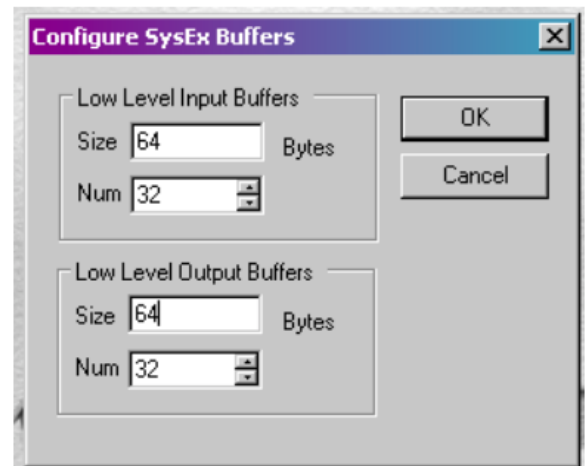 Configure SysEx Buffers
Low Level Input Buffers
Size 64 Bytes
Num 32
OK
Cancel
Low Level Output Buffers
Size 64 Bytes
Num 32